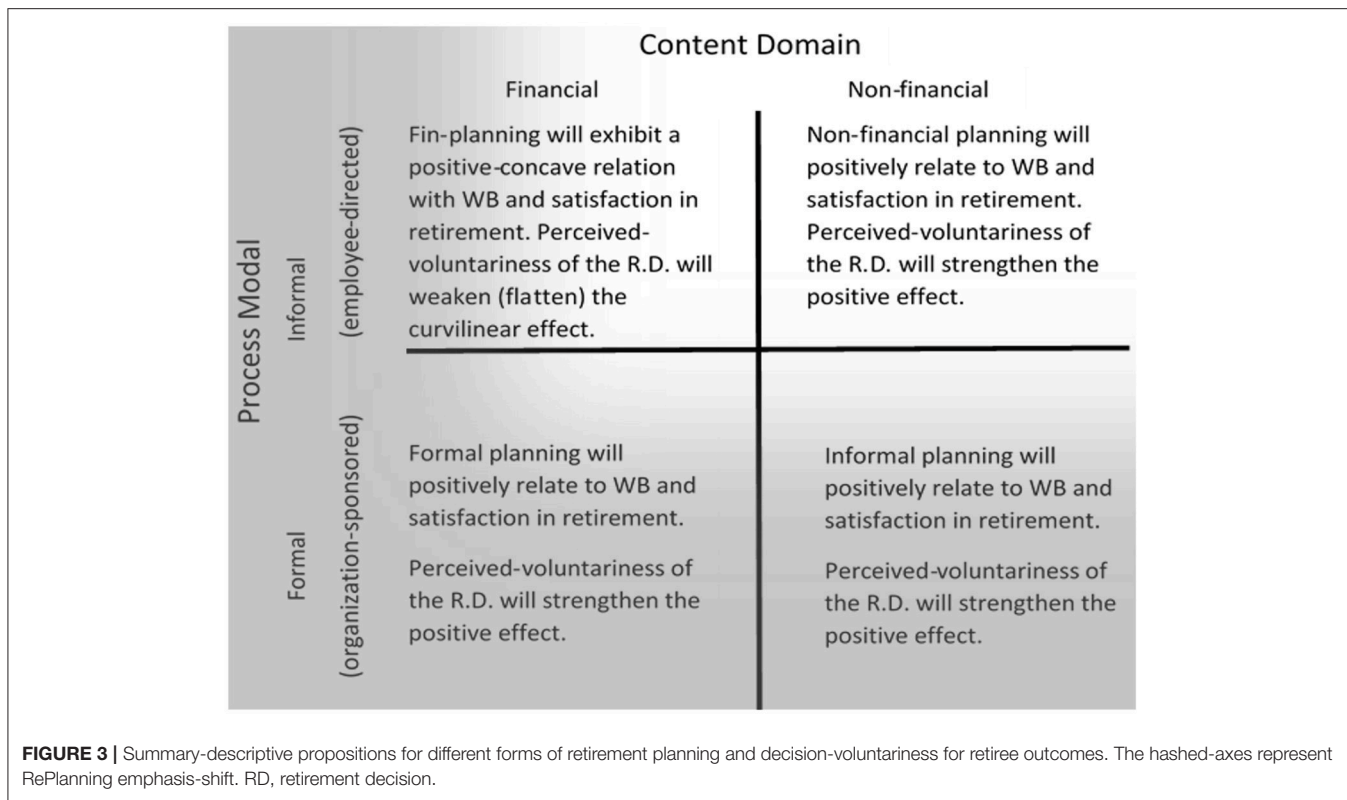 Content Domain
Financial
Non-financial
Process Modal
Informal
(employee-directed)
Fin-planning will exhibit a
positive-concave relation
with WB and satisfaction in
retirement. Perceived-
voluntariness of the R.D. will
weaken (flatten) the
curvilinear effect.
Non-financial planning will
positively relate to WB and
satisfaction in retirement.
Perceived-voluntariness of
the R.D. will strengthen the
positive effect.
Formal
(organization-sponsored)
Formal planning will
positively relate to WB and
satisfaction in retirement.
Perceived-voluntariness of
the R.D. will strengthen the
positive effect.
Informal planning will
positively relate to WB and
satisfaction in retirement.
Perceived-voluntariness of
the R.D. will strengthen the
positive effect.
FIGURE 3 | Summary-descriptive propositions for different forms of retirement planning and decision-voluntariness for retiree outcomes. The hashed-axes represent
RePlanning emphasis-shift. RD, retirement decision.